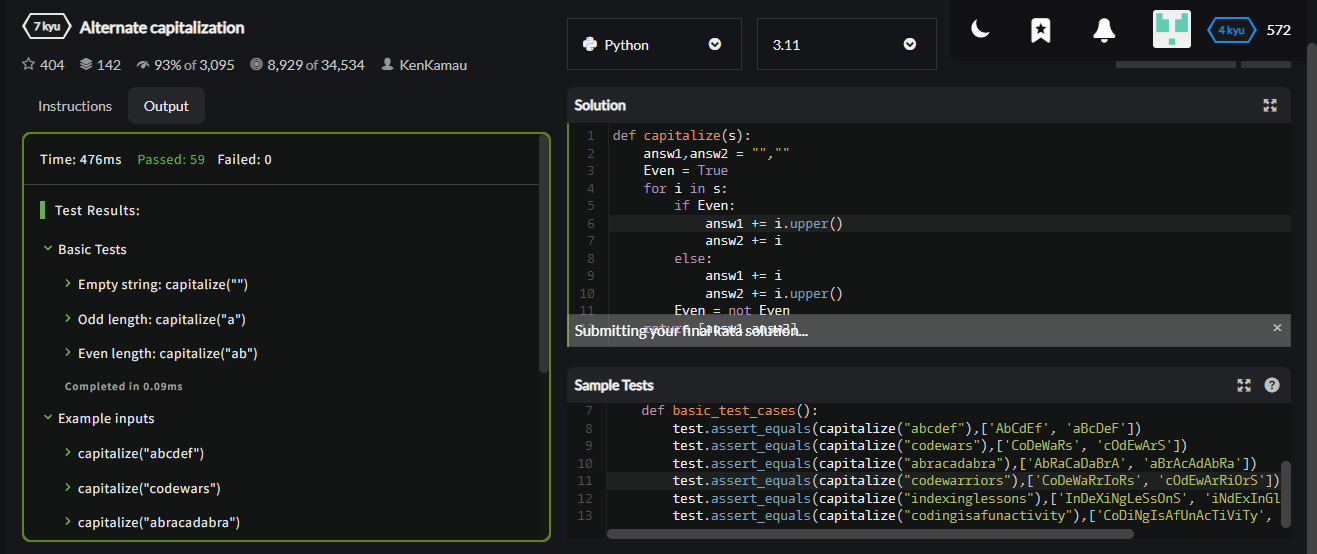 7 kyu Alternate capitalization
404 142 93% of 3,095 8,929 of 34,534 KenKamau
Instructions Output
Time: 476ms Passed: 59 Failed: 0
Test Results:
Basic Tests
Empty string: capitalize("")
Odd length: capitalize("a")
Even length: capitalize("ab")
Completed in 0.09ms
Example inputs
capitalize("abcdef")
capitalize("codewars")
capitalize("abracadabra")
Python 3.11
4 kyu 572
Solution
1 def capitalize(s):
2 answ1,answ2 = "",""
3 Even = True
4 for i in s:
5 if Even:
6 answ1 += i.upper()
7 answ2 += i
8 else:
9 answ1 += i
10 answ2 += i.upper()
11 Even = not Even
return [answ1,answ2]
Submitting your final kata solution... ×
Sample Tests ?
7 def basic_test_cases():
8 test.assert_equals(capitalize("abcdef"),['AbCdEf', 'aBcDeF'])
9 test.assert_equals(capitalize("codewars"),['CoDeWaRs', 'cOdEwArS'])
10 test.assert_equals(capitalize("abracadabra"),['AbRaCaDaBrA', 'aBrAcAdAbRa'])
11 test.assert_equals(capitalize("codewarriors"),['CoDeWaRrIoRs', 'cOdEwArRiOrS'])
12 test.assert_equals(capitalize("indexinglessons"),['InDeXiNgLeSsOnS', 'iNdExInGl
13 test.assert_equals(capitalize("codingisafunactivity"),['CoDiNgIsAfUnAcTiViTy',